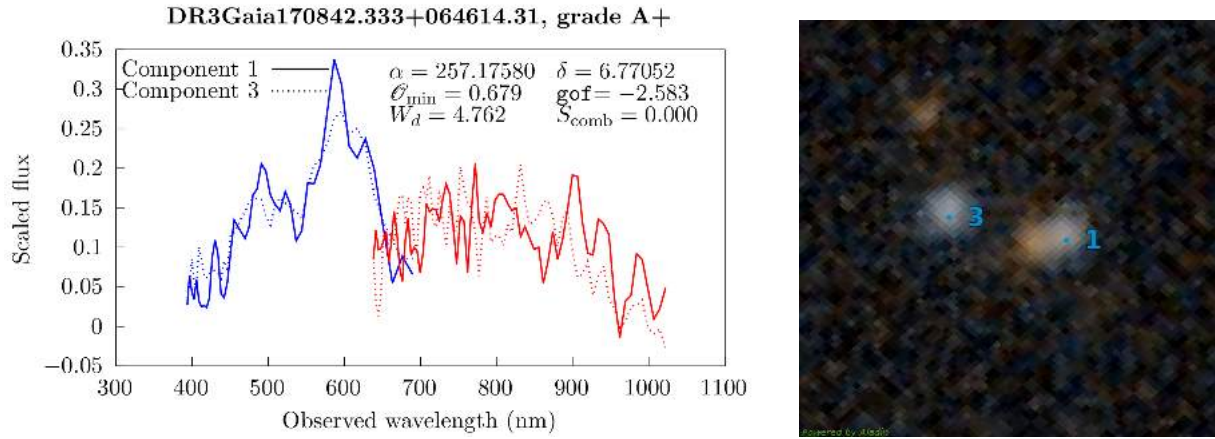 DR3Gaia170842.333+064614.31, grade A+
0.35
0.3
0.25
0.2
0.15
0.1
0.05
0
−0.05
Scaled flux
Component 1
Component 3
α = 257.17580 δ = 6.77052
𝒪min = 0.679 gof= −2.583
Wd = 4.762 Scomb = 0.000
300 400 500 600 700 800 900 1000 1100
Observed wavelength (nm)
3
1
Powered by Aladin